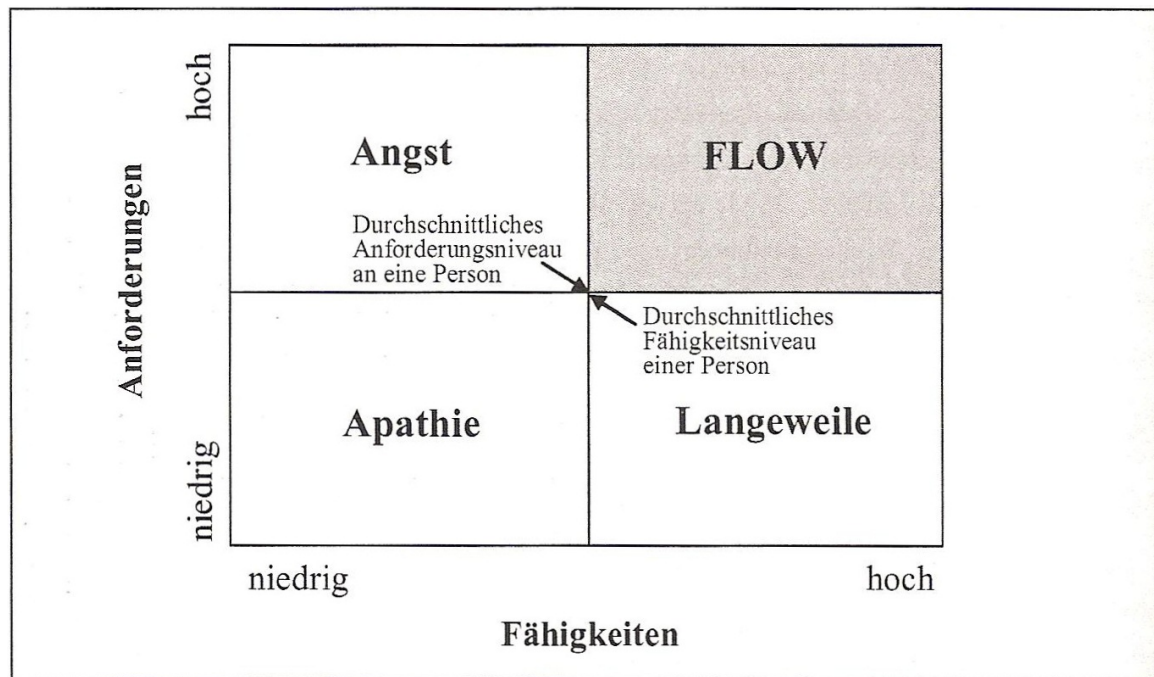 hoch
Angst
FLOW
Durchschnittliches
Anforderungsniveau
an eine Person
Anforderungen
Durchschnittliches
Fähigkeitsniveau
einer Person
Apathie
Langeweile
niedrig
niedrig
hoch
Fähigkeiten